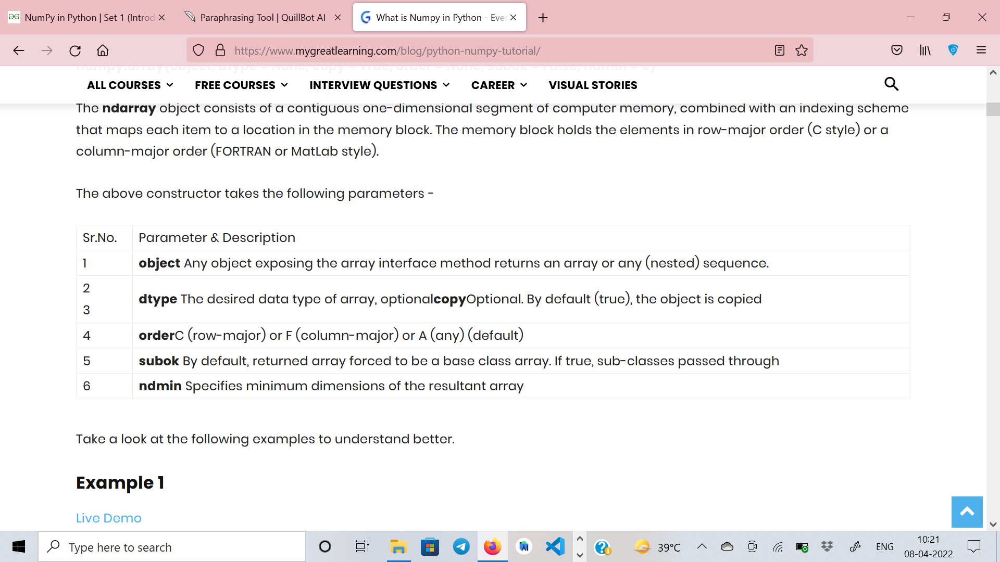 NumPy in Python | Set 1 (Introd
Paraphrasing Tool | QuillBot AI
What is Numpy in Python - Ever
https://www.mygreatlearning.com/blog/python-numpy-tutorial/
ALL COURSES
FREE COURSES
INTERVIEW QUESTIONS
CAREER
VISUAL STORIES
The ndarray object consists of a contiguous one-dimensional segment of computer memory, combined with an indexing scheme
that maps each item to a location in the memory block. The memory block holds the elements in row-major order (C style) or a
column-major order (FORTRAN or MatLab style).
The above constructor takes the following parameters -
Sr.No. Parameter & Description
1 object Any object exposing the array interface method returns an array or any (nested) sequence.
2
3
dtype The desired data type of array, optionalcopyOptional. By default (true), the object is copied
4 orderC (row-major) or F (column-major) or A (any) (default)
5 subok By default, returned array forced to be a base class array. If true, sub-classes passed through
6 ndmin Specifies minimum dimensions of the resultant array
Take a look at the following examples to understand better.
Example 1
Live Demo
Type here to search
39°C
ENG
10:21
08-04-2022